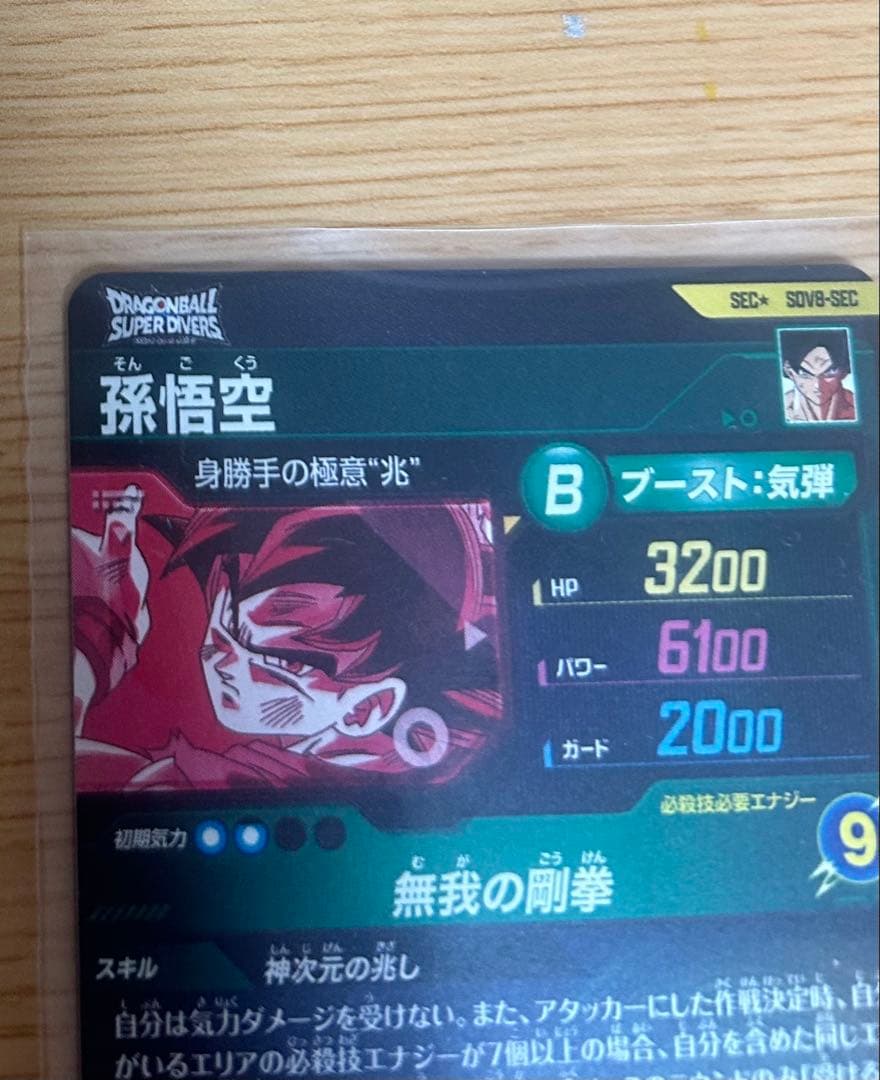 DRAGONBALL
SUPER DIVERS
SEC★ SDV8-SEC
そん ご くう
孫悟空
身勝手の極意“兆”
B ブースト:気弾
HP 3200
パワー 6100
ガード 2000
必殺技必要エナジー
9
初期気力
む が ごう けん
無我の剛拳
スキル
しん じ げん きざ
神次元の兆し
自分は気力ダメージを受けない。また、アタッカーにした作戦決定時、自
がいるエリアの必殺技エナジーが7個以上の場合、自分を含めた同じエ